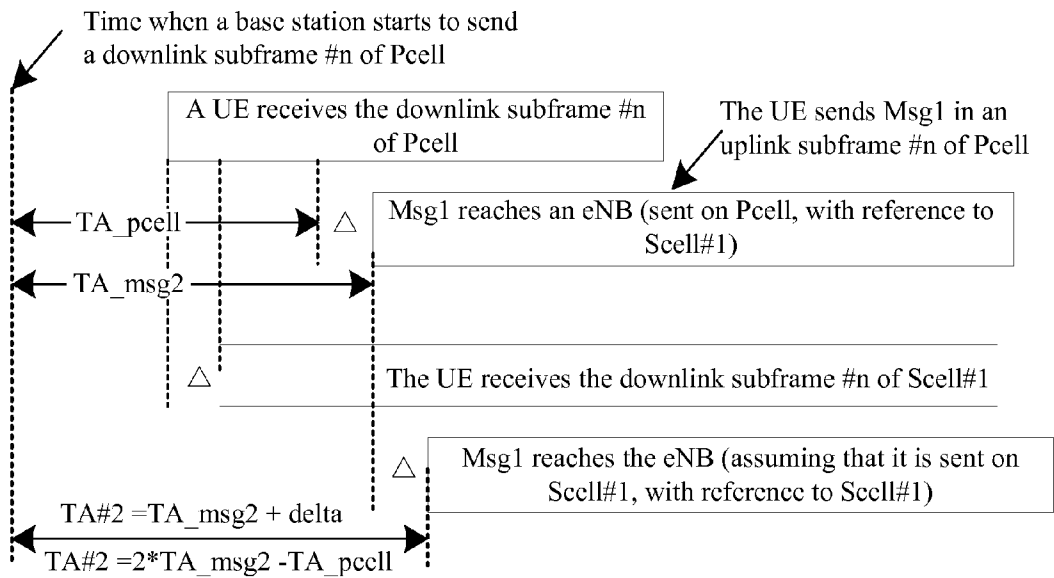 Time when a base station starts to send
a downlink subframe #n of Pcell
A UE receives the downlink subframe #n
of Pcell
The UE sends Msg1 in an
uplink subframe #n of Pcell
TA_pcell
△
Msg1 reaches an eNB (sent on Pcell, with reference to
Scell#1)
TA_msg2
△
The UE receives the downlink subframe #n of Scell#1
△
Msg1 reaches the eNB (assuming that it is sent on
Scell#1, with reference to Scell#1)
TA#2 =TA_msg2 + delta
TA#2 =2*TA_msg2 -TA_pcell